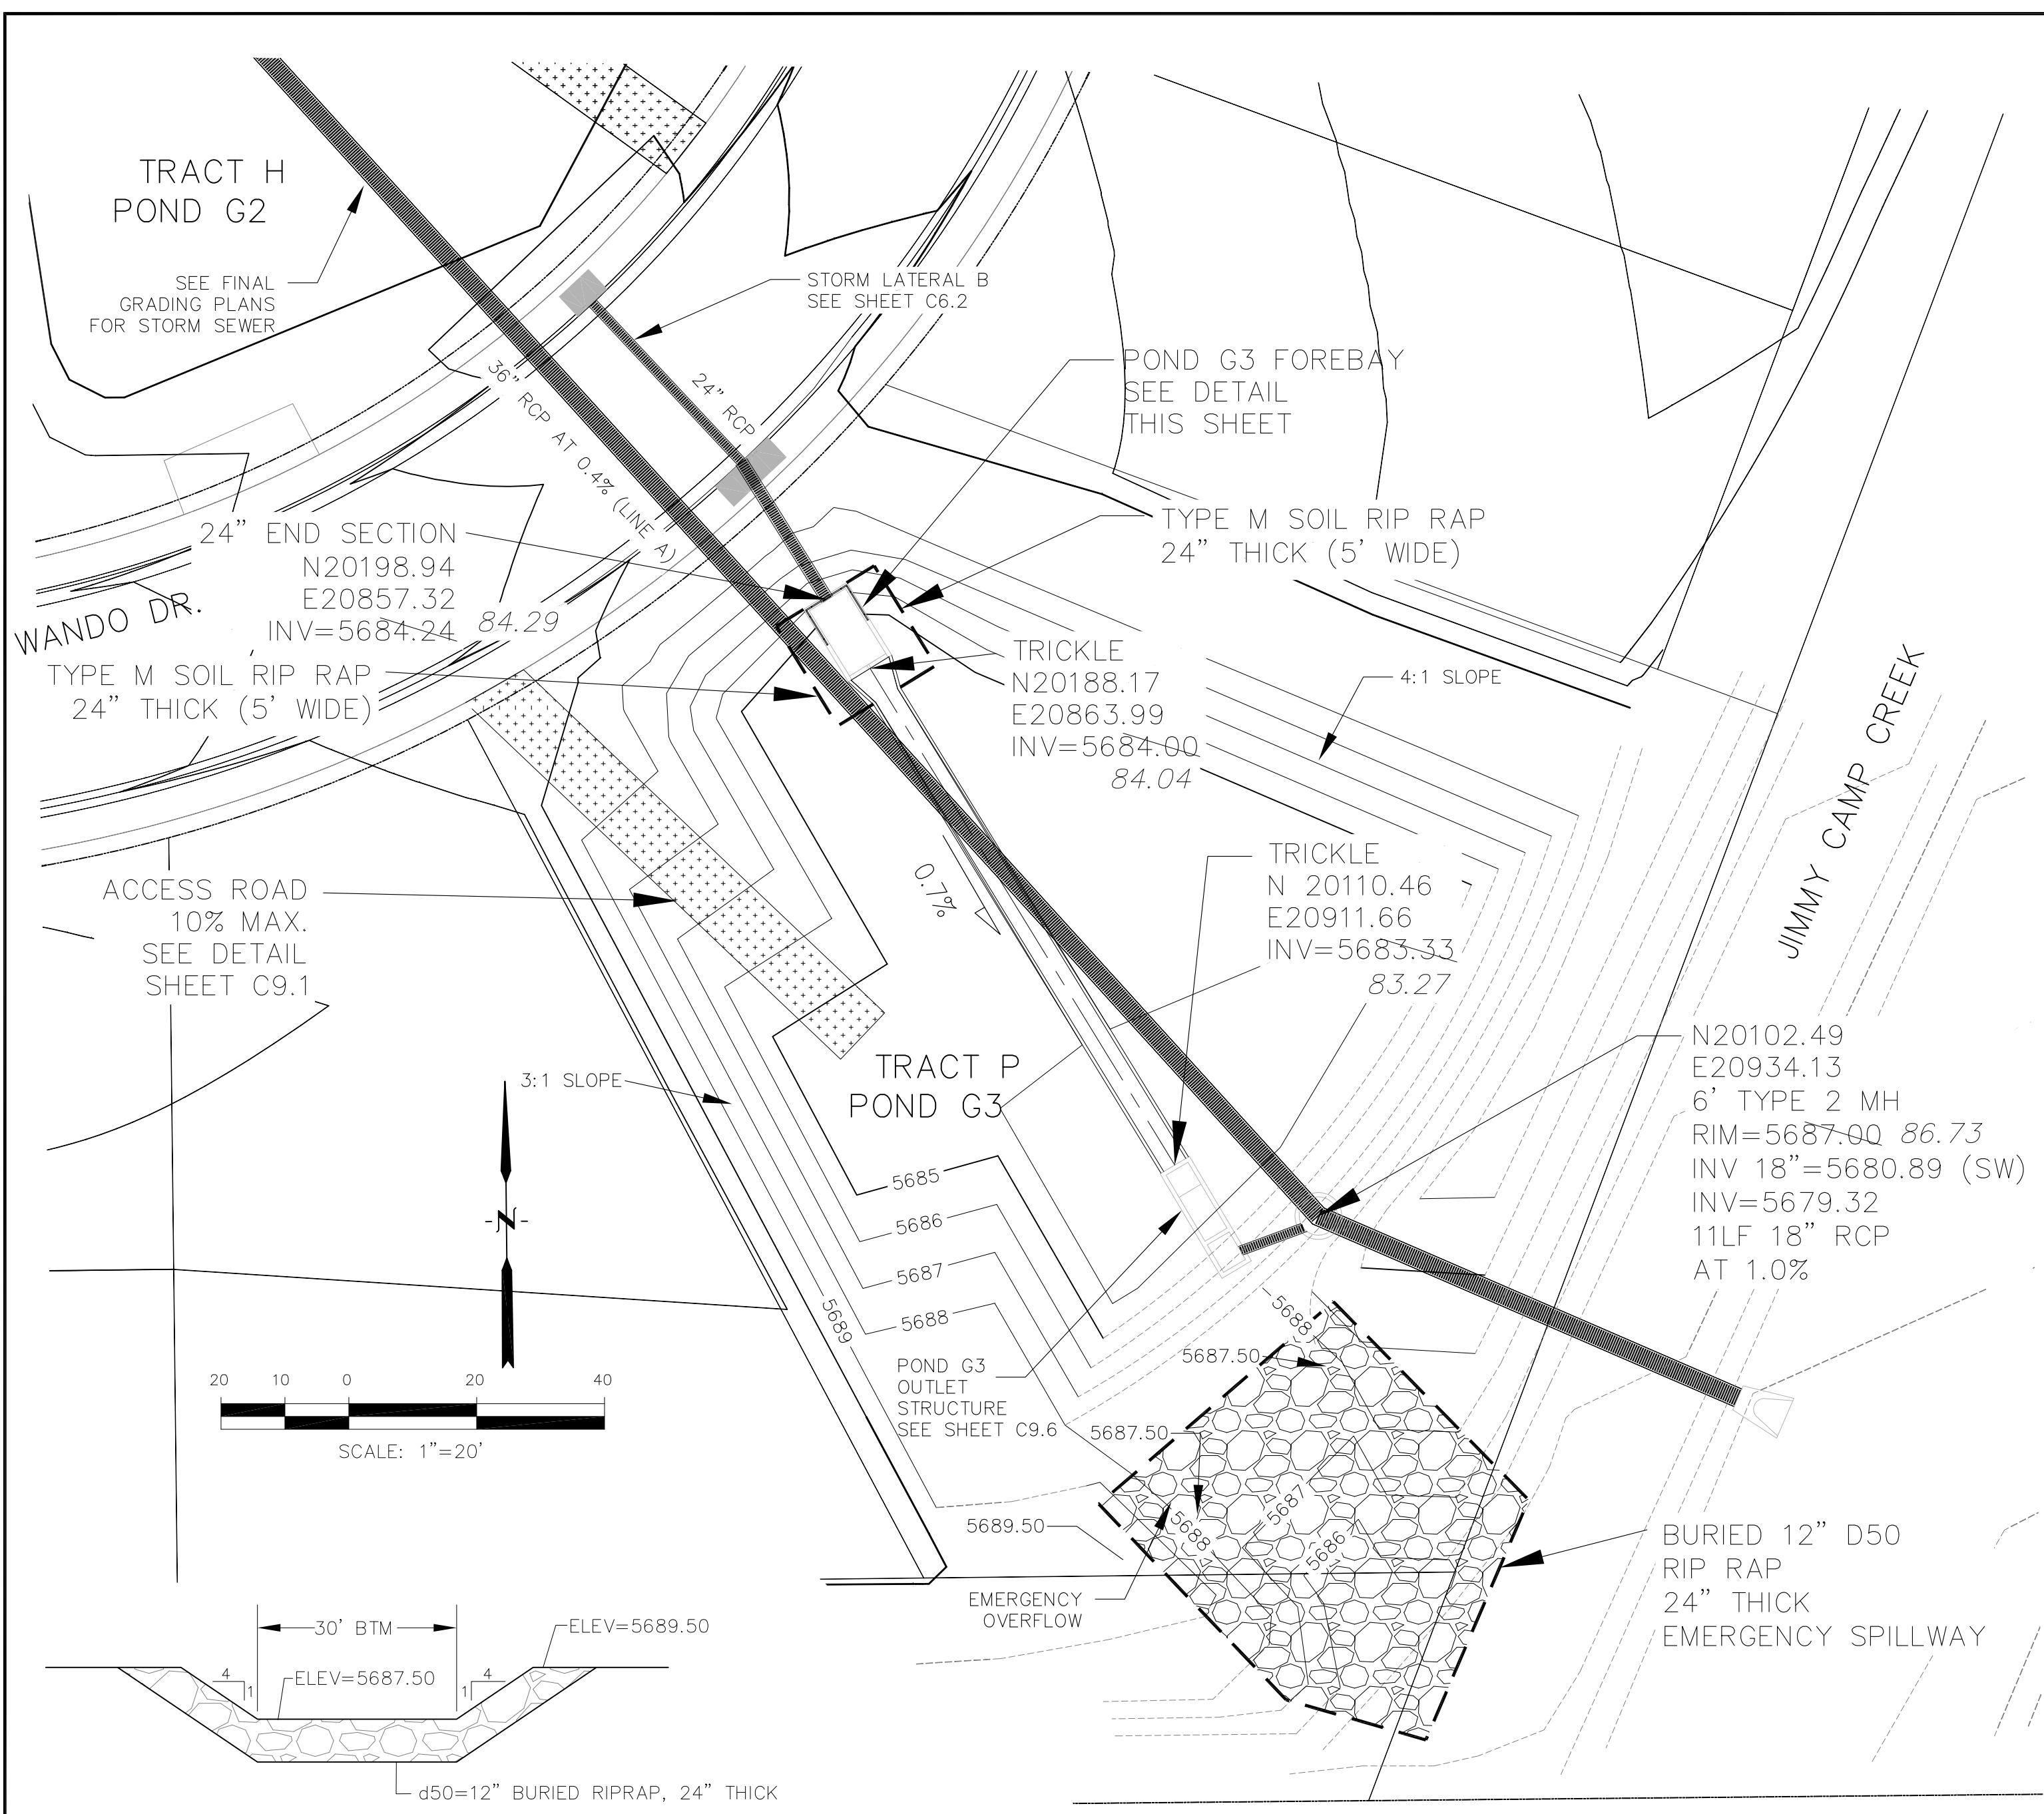 TRACT H
POND G2
SEE FINAL
GRADING PLANS
FOR STORM SEWER
STORM LATERAL B
SEE SHEET C6.2
36” RCP AT 0.4% (LINE A)
24” RCP
POND G3 FOREBAY
SEE DETAIL
THIS SHEET
TYPE M SOIL RIP RAP
24” THICK (5’ WIDE)
24” END SECTION
N20198.94
E20857.32
INV=5684.24 84.29
WANDO DR.
TYPE M SOIL RIP RAP
24” THICK (5’ WIDE)
TRICKLE
N20188.17
E20863.99
INV=5684.00
84.04
4:1 SLOPE
JIMMY CAMP CREEK
ACCESS ROAD
10% MAX.
SEE DETAIL
SHEET C9.1
0.7%
TRICKLE
N 20110.46
E20911.66
INV=5683.33
83.27
3:1 SLOPE
TRACT P
POND G3
N20102.49
E20934.13
6’ TYPE 2 MH
RIM=5687.00 86.73
INV 18”=5680.89 (SW)
INV=5679.32
11LF 18” RCP
AT 1.0%
-N-
5685
5686
5687
5688
5689
20 10 0 20 40
SCALE: 1”=20’
POND G3
OUTLET
STRUCTURE
SEE SHEET C9.6
5688
5687.50
5687.50
5687
5688
5686
5689.50
EMERGENCY
OVERFLOW
BURIED 12” D50
RIP RAP
24” THICK
EMERGENCY SPILLWAY
30’ BTM
ELEV=5689.50
4
1
ELEV=5687.50
4
1
d50=12” BURIED RIPRAP, 24” THICK